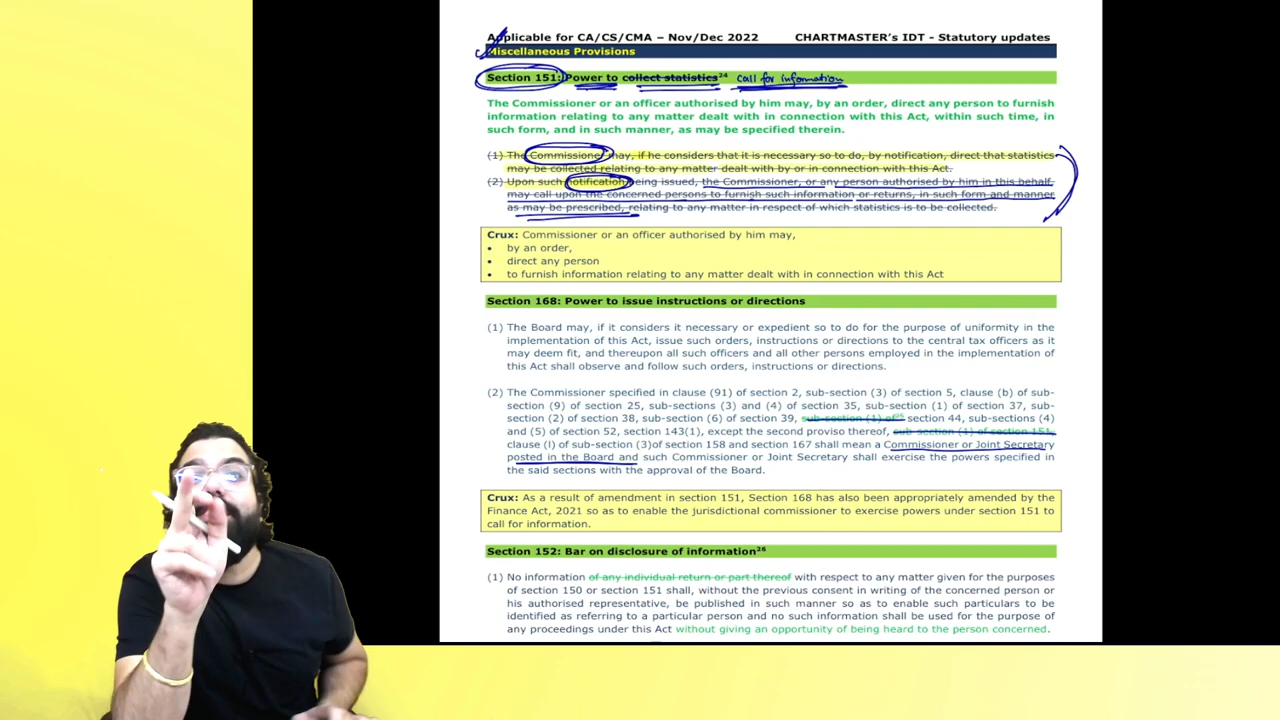 Applicable for CA/CS/CMA – Nov/Dec 2022 CHARTMASTER's IDT - Statutory updates
Miscellaneous Provisions
Section 151: Power to collect statistics24 Call for information
The Commissioner or an officer authorised by him may, by an order, direct any person to furnish
information relating to any matter dealt with in connection with this Act, within such time, in
such form, and in such manner, as may be specified therein.
(1) The Commissioner may, if he considers that it is necessary so to do, by notification, direct that statistics
may be collected relating to any matter dealt with by or in connection with this Act.
(2) Upon such notification being issued, the Commissioner, or any person authorised by him in this behalf,
may call upon the concerned persons to furnish such information or returns, in such form and manner
as may be prescribed, relating to any matter in respect of which statistics is to be collected.
Crux: Commissioner or an officer authorised by him may,
• by an order,
• direct any person
• to furnish information relating to any matter dealt with in connection with this Act
Section 168: Power to issue instructions or directions
(1) The Board may, if it considers it necessary or expedient so to do for the purpose of uniformity in the
implementation of this Act, issue such orders, instructions or directions to the central tax officers as it
may deem fit, and thereupon all such officers and all other persons employed in the implementation of
this Act shall observe and follow such orders, instructions or directions.
(2) The Commissioner specified in clause (91) of section 2, sub-section (3) of section 5, clause (b) of sub-
section (9) of section 25, sub-sections (3) and (4) of section 35, sub-section (1) of section 37, sub-
section (2) of section 38, sub-section (6) of section 39, sub-section (1) of25 section 44, sub-sections (4)
and (5) of section 52, section 143(1), except the second proviso thereof, sub-section (1) of section 151,
clause (l) of sub-section (3)of section 158 and section 167 shall mean a Commissioner or Joint Secretary
posted in the Board and such Commissioner or Joint Secretary shall exercise the powers specified in
the said sections with the approval of the Board.
Crux: As a result of amendment in section 151, Section 168 has also been appropriately amended by the
Finance Act, 2021 so as to enable the jurisdictional commissioner to exercise powers under section 151 to
call for information.
Section 152: Bar on disclosure of information26
(1) No information of any individual return or part thereof with respect to any matter given for the purposes
of section 150 or section 151 shall, without the previous consent in writing of the concerned person or
his authorised representative, be published in such manner so as to enable such particulars to be
identified as referring to a particular person and no such information shall be used for the purpose of
any proceedings under this Act without giving an opportunity of being heard to the person concerned.